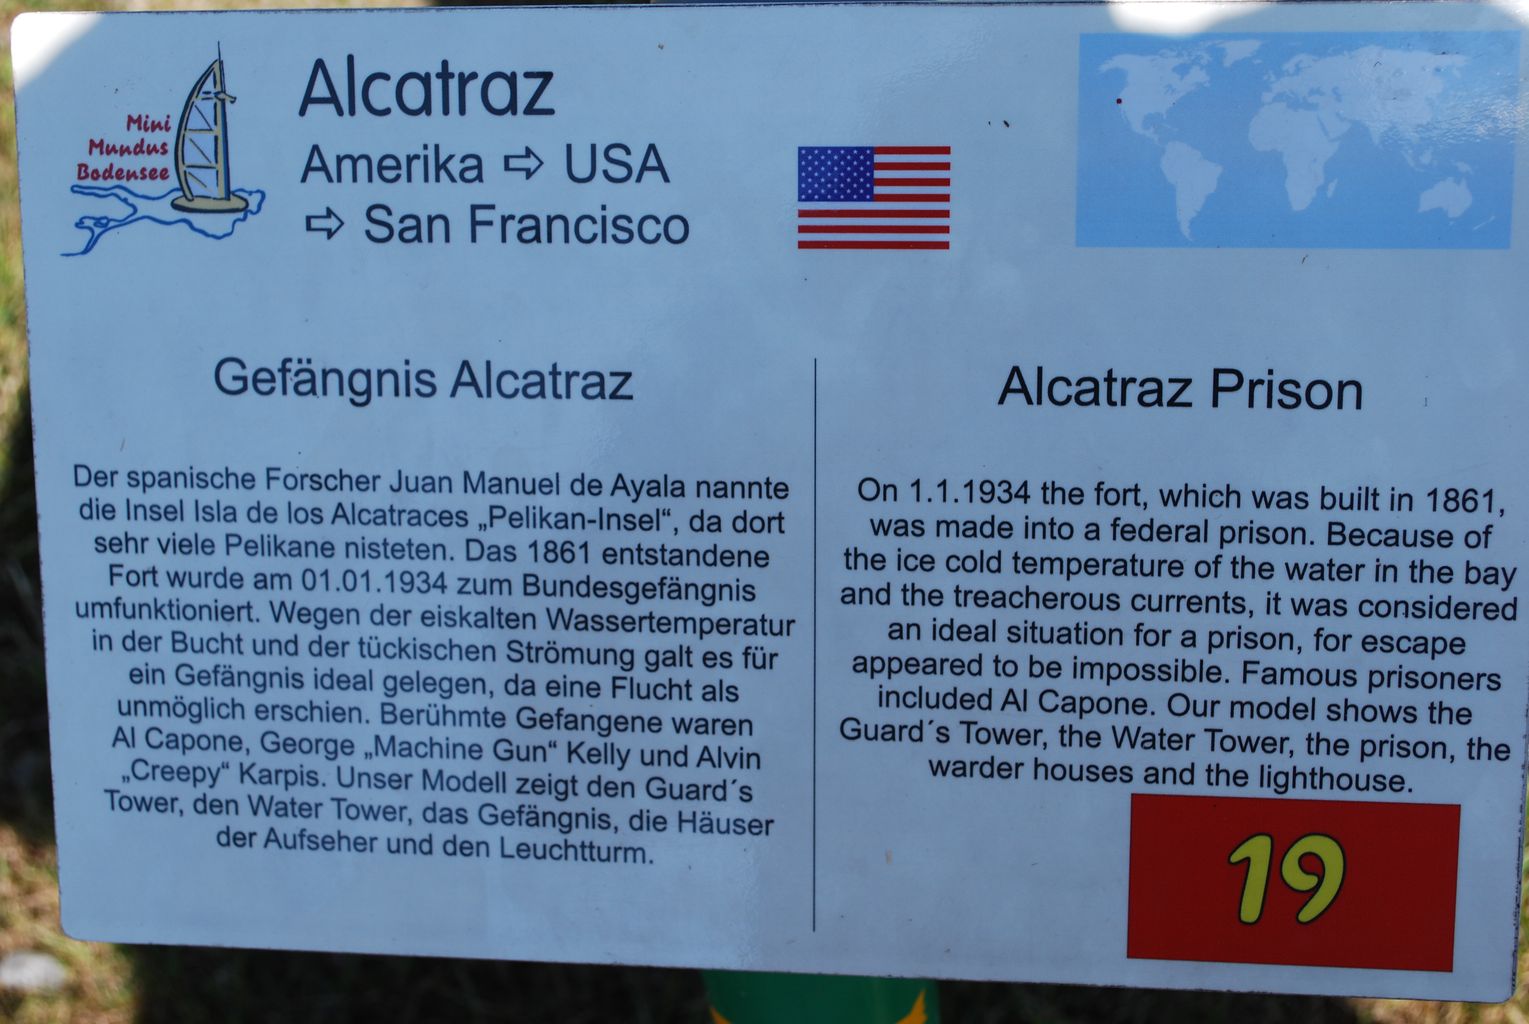 Mini
Mundus
Bodensee
Alcatraz
Amerika ⇨ USA
⇨ San Francisco
Gefängnis Alcatraz
Der spanische Forscher Juan Manuel de Ayala nannte
die Insel Isla de los Alcatraces „Pelikan-Insel“, da dort
sehr viele Pelikane nisteten. Das 1861 entstandene
Fort wurde am 01.01.1934 zum Bundesgefängnis
umfunktioniert. Wegen der eiskalten Wassertemperatur
in der Bucht und der tückischen Strömung galt es für
ein Gefängnis ideal gelegen, da eine Flucht als
unmöglich erschien. Berühmte Gefangene waren
Al Capone, George „Machine Gun“ Kelly und Alvin
„Creepy“ Karpis. Unser Modell zeigt den Guard´s
Tower, den Water Tower, das Gefängnis, die Häuser
der Aufseher und den Leuchtturm.
Alcatraz Prison
On 1.1.1934 the fort, which was built in 1861,
was made into a federal prison. Because of
the ice cold temperature of the water in the bay
and the treacherous currents, it was considered
an ideal situation for a prison, for escape
appeared to be impossible. Famous prisoners
included Al Capone. Our model shows the
Guard´s Tower, the Water Tower, the prison, the
warder houses and the lighthouse.
19